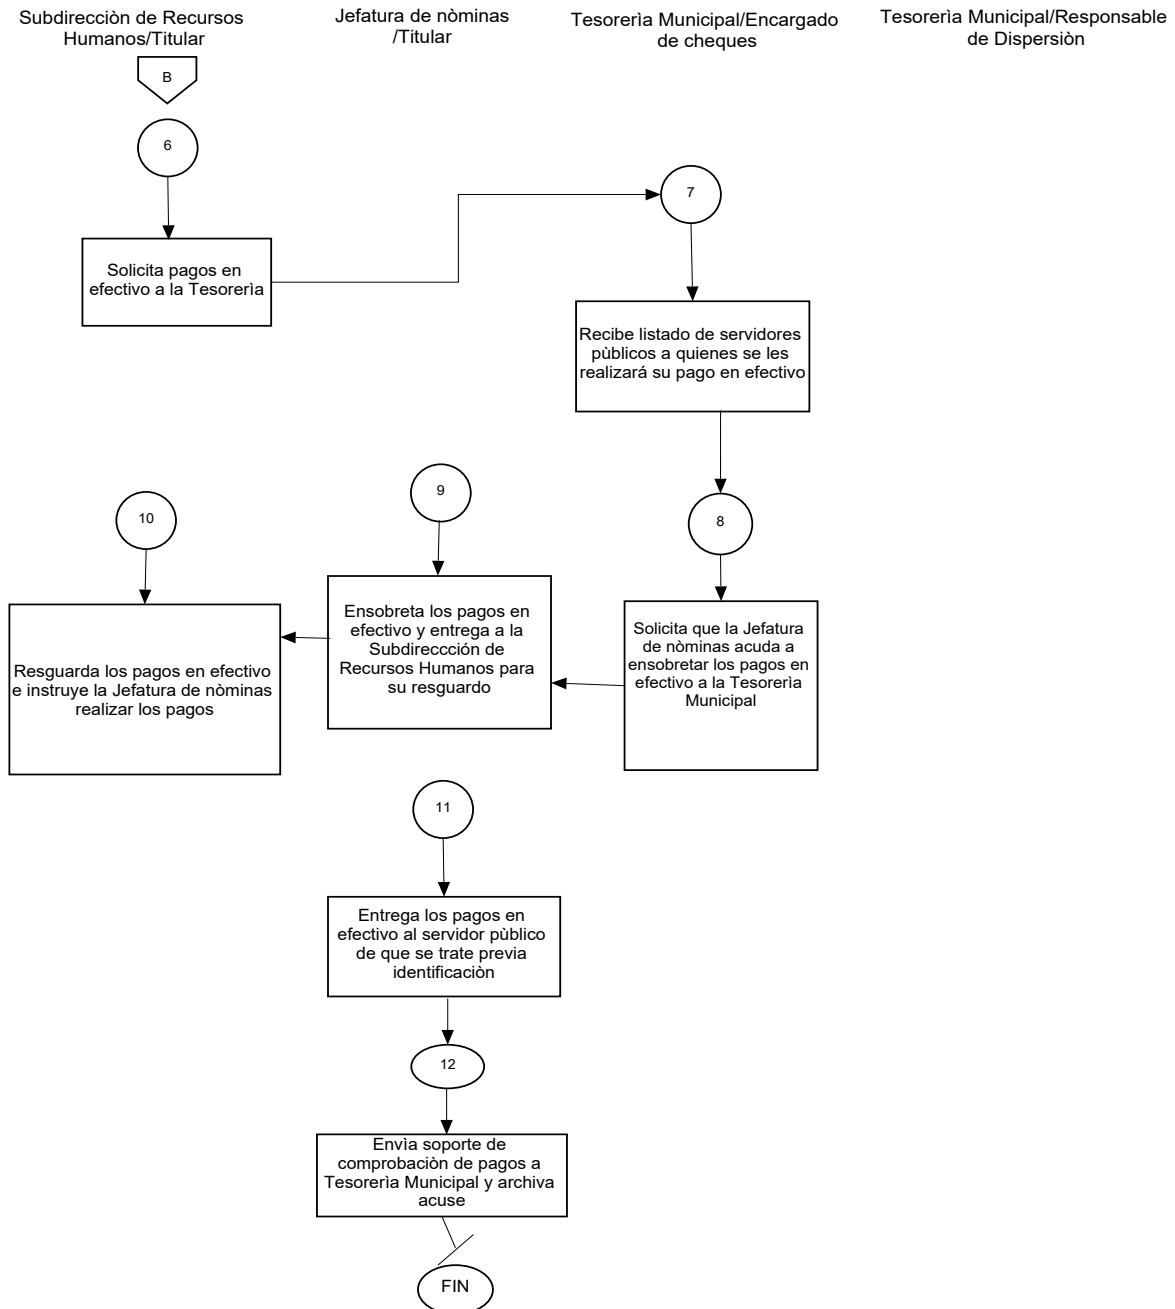 Subdirecciòn de Recursos
Humanos/Titular
Jefatura de nòminas
/Titular
Tesorerìa Municipal/Encargado
de cheques
Tesorerìa Municipal/Responsable
de Dispersiòn
B
6
7
Solicita pagos en
efectivo a la Tesorerìa
Recibe listado de servidores
pùblicos a quienes se les
realizará su pago en efectivo
8
9
10
Solicita que la Jefatura
de nòminas acuda a
ensobretar los pagos en
efectivo a la Tesorerìa
Municipal
Ensobreta los pagos en
efectivo y entrega a la
Subdireccción de
Recursos Humanos para
su resguardo
Resguarda los pagos en efectivo
e instruye la Jefatura de nòminas
realizar los pagos
11
Entrega los pagos en
efectivo al servidor pùblico
de que se trate previa
identificaciòn
12
Envìa soporte de
comprobaciòn de pagos a
Tesorerìa Municipal y archiva
acuse
FIN